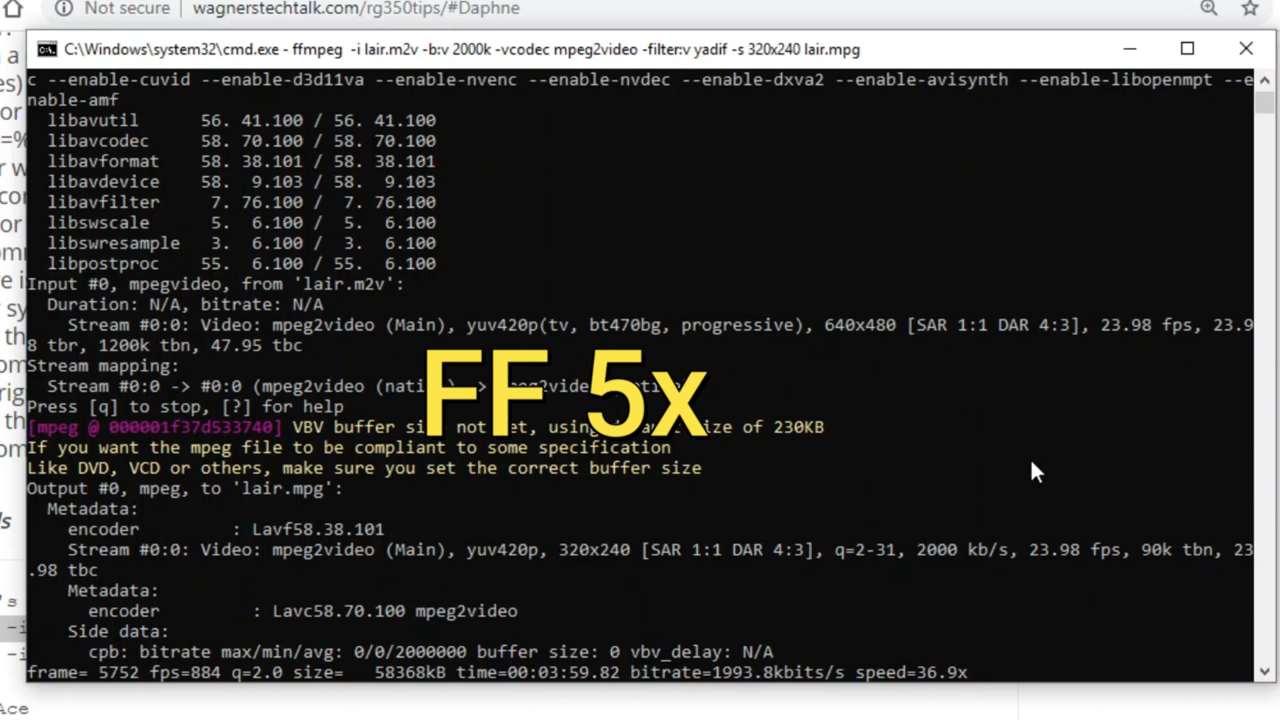 Not secure | wagnerstechtalk.com/rg350tips/#Daphne
C:\Windows\system32\cmd.exe - ffmpeg -i lair.m2v -b:v 2000k -vcodec mpeg2video -filter:v yadif -s 320x240 lair.mpg
c --enable-cuvid --enable-d3d11va --enable-nvenc --enable-nvdec --enable-dxva2 --enable-avisynth --enable-libopenmpt --e
nable-amf
libavutil 56. 41.100 / 56. 41.100
libavcodec 58. 70.100 / 58. 70.100
libavformat 58. 38.101 / 58. 38.101
libavdevice 58. 9.103 / 58. 9.103
libavfilter 7. 76.100 / 7. 76.100
libswscale 5. 6.100 / 5. 6.100
libswresample 3. 6.100 / 3. 6.100
libpostproc 55. 6.100 / 55. 6.100
Input #0, mpegvideo, from 'lair.m2v':
Duration: N/A, bitrate: N/A
Stream #0:0: Video: mpeg2video (Main), yuv420p(tv, bt470bg, progressive), 640x480 [SAR 1:1 DAR 4:3], 23.98 fps, 23.9
8 tbr, 1200k tbn, 47.95 tbc
Stream mapping:
Stream #0:0 -> #0:0 (mpeg2video
FF 5x
Press [q] to stop, [?] for help
[mpeg @ 000001f37d533740] VBV buffer not using size of 230KB
If you want the mpeg file to be compliant to some specification
Like DVD, VCD or others, make sure you set the correct buffer size
Output #0, mpeg, to 'lair.mpg':
Metadata:
encoder : Lavf58.38.101
Stream #0:0: Video: mpeg2video (Main), yuv420p, 320x240 [SAR 1:1 DAR 4:3], q=2-31, 2000 kb/s, 23.98 fps, 90k tbn, 23
.98 tbc
Metadata:
encoder : Lavc58.70.100 mpeg2video
Side data:
cpb: bitrate max/min/avg: 0/0/2000000 buffer size: 0 vbv_delay: N/A
frame= 5752 fps=884 q=2.0 size= 58368kB time=00:03:59.82 bitrate=1993.8kbits/s speed=36.9x